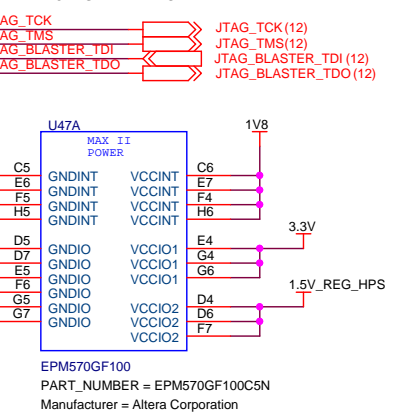 AG_TCK JTAG_TCK (12)
AG_TMS JTAG_TMS(12)
AG_BLASTER_TDI JTAG_BLASTER_TDI (12)
AG_BLASTER_TDO JTAG_BLASTER_TDO (12)
U47A 1V8
MAX II
POWER
C5 GNDINT VCCINT C6
E6 GNDINT VCCINT E7
F5 GNDINT VCCINT F4
H5 GNDINT VCCINT H6
3.3V
D5 GNDIO VCCIO1 E4
D7 GNDIO VCCIO1 G4
E5 GNDIO VCCIO1 G6
F6 GNDIO
1.5V_REG_HPS
G5 GNDIO VCCIO2 D4
G7 GNDIO VCCIO2 D6
VCCIO2 F7
EPM570GF100
PART_NUMBER = EPM570GF100C5N
Manufacturer = Altera Corporation